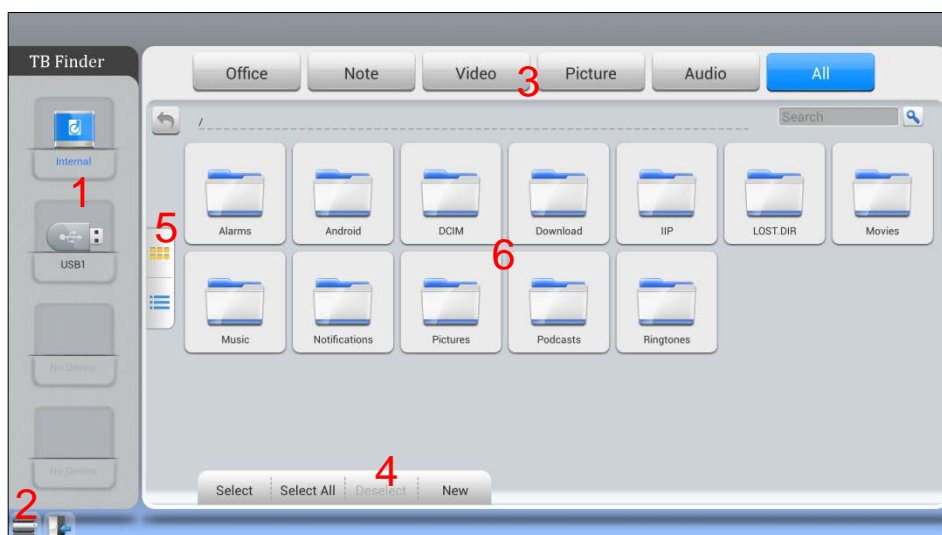 TB Finder
Office Note Video 3 Picture Audio All
/
Search
Internal
1
USB1
No Device
No Device
2
5
Alarms Android DCIM Download IIP LOST.DIR Movies
6
Music Notifications Pictures Podcasts Ringtones
4
Select Select All Deselect New